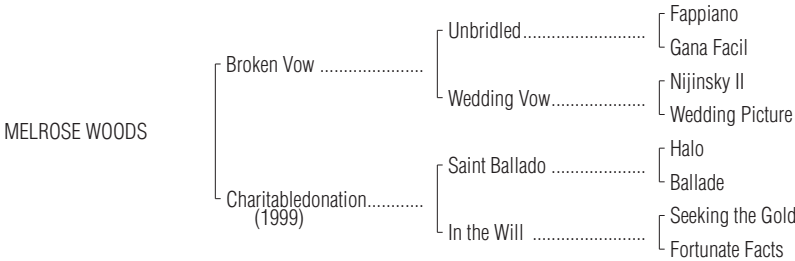 Fappiano
Unbridled..........................
Gana Facil
Broken Vow ......................
Nijinsky II
Wedding Vow....................
Wedding Picture
MELROSE WOODS
Halo
Saint Ballado ....................
Ballade
Charitabledonation............
(1999)
Seeking the Gold
In the Will ........................
Fortunate Facts